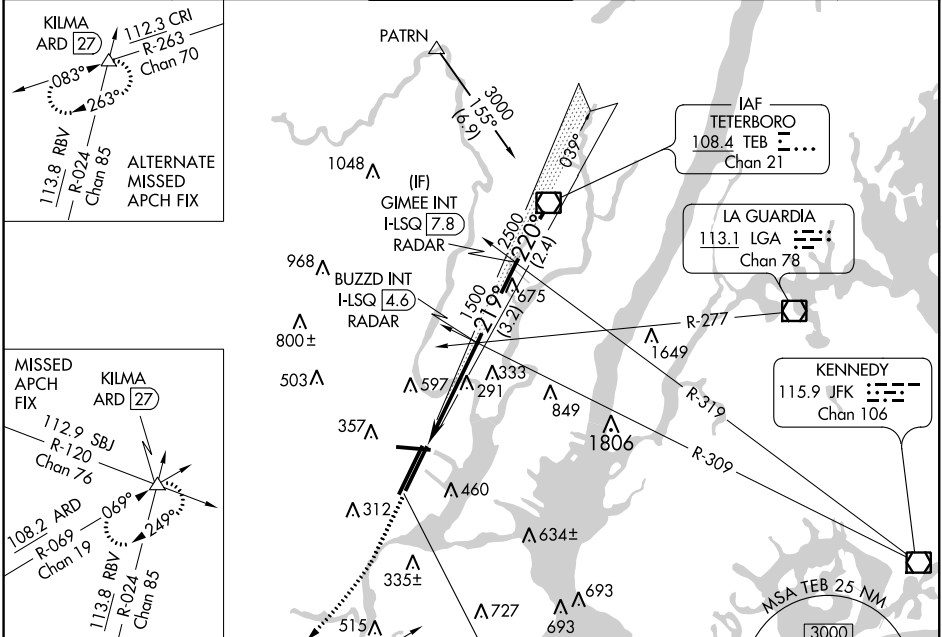 KILMA
ARD 27
112.3 CRI
R-263
Chan 70
083°
263°
113.8 RBV
R-024
Chan 85
ALTERNATE
MISSED
APCH FIX
PATRN
3000
155°
(6.9)
039°
IAF
TETERBORO
108.4 TEB
Chan 21
1048
(IF)
GIMEE INT
I-LSQ 7.8
RADAR
2500
220°
(2.4)
LA GUARDIA
113.1 LGA
Chan 78
968
BUZZD INT
I-LSQ 4.6
RADAR
1500
219°
(3.2)
675
R-277
800±
1649
503
597
291
333
849
R-319
KENNEDY
115.9 JFK
Chan 106
357
1806
R-309
MISSED
APCH
FIX
KILMA
ARD 27
112.9 SBJ
R-120
Chan 76
069°
249°
108.2 ARD
R-069
Chan 19
113.8 RBV
R-024
Chan 85
460
312
634±
335±
727
693
693
515
MSA TEB 25 NM
3000